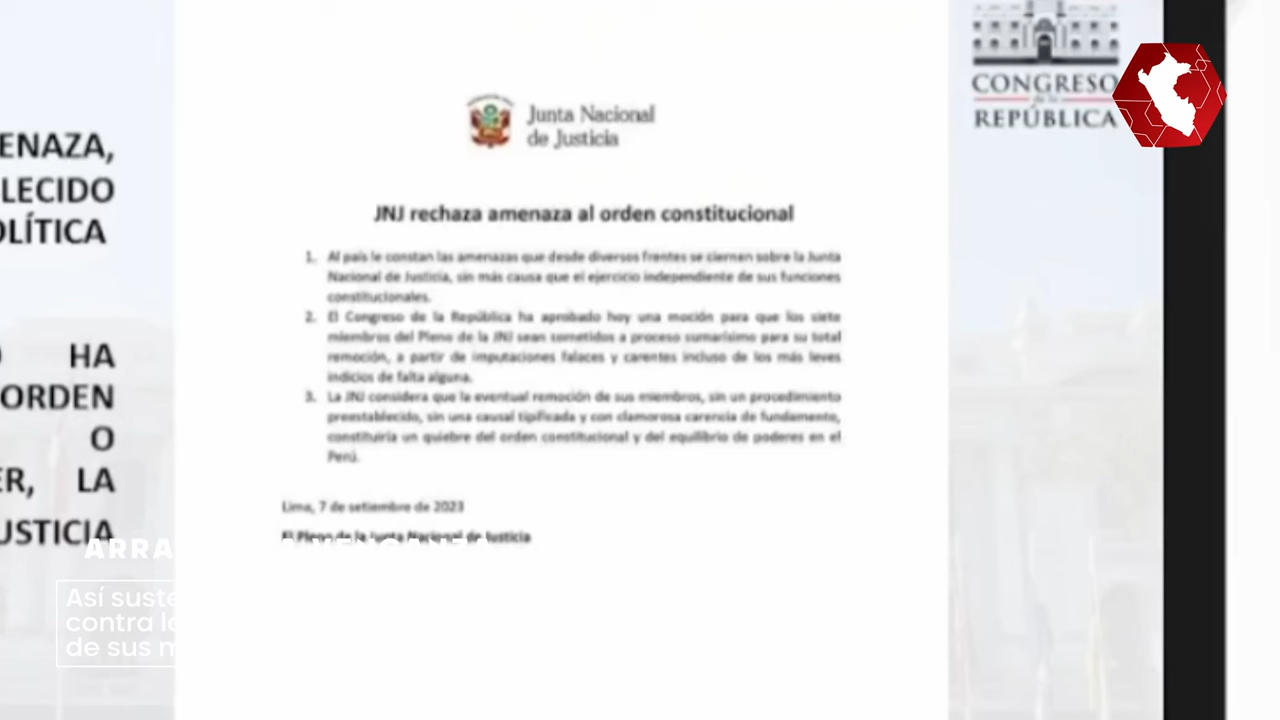 CONGRESO
de la
REPÚBLICA
Junta Nacional
de Justicia
ENAZA,
LECIDO
OLÍTICA
HA
ORDEN
O
ER, LA
USTICIA
JNJ rechaza amenaza al orden constitucional
1. Al país le constan las amenazas que desde diversos frentes se ciernen sobre la Junta
Nacional de Justicia, sin más causa que el ejercicio independiente de sus funciones
constitucionales.
2. El Congreso de la República ha aprobado hoy una moción para que los siete
miembros del Pleno de la JNJ sean sometidos a proceso sumarísimo para su total
remoción, a partir de imputaciones falaces y carentes incluso de los más leves
indicios de falta alguna.
3. La JNJ considera que la eventual remoción de sus miembros, sin un procedimiento
preestablecido, sin una causal tipificada y con clamorosa carencia de fundamento,
constituiría un quiebre del orden constitucional y del equilibrio de poderes en el
Perú.
Lima, 7 de setiembre de 2023
El Pleno de la Junta Nacional de Justicia
ARRA
Así suste
contra l
de sus m